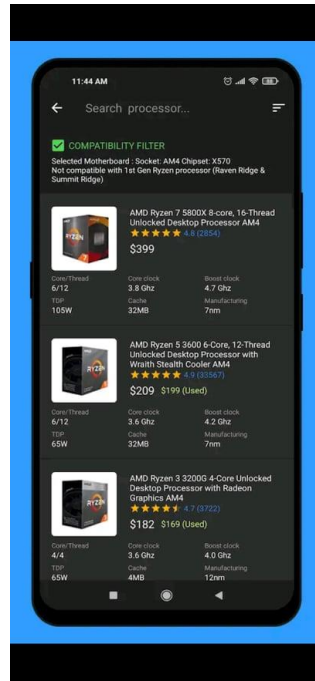 11:44 AM
Search processor...
COMPATIBILITY FILTER
Selected Motherboard : Socket: AM4 Chipset: X570
Not compatible with 1st Gen Ryzen processor (Raven Ridge &
Summit Ridge)
AMD Ryzen 7 5800X 8-core, 16-Thread
Unlocked Desktop Processor AM4
4.8 (2854)
$399
RYZEN
Core/Thread Core clock Boost clock
6/12 3.8 Ghz 4.7 Ghz
TDP Cache Manufacturing
105W 32MB 7nm
AMD Ryzen 5 3600 6-Core, 12-Thread
Unlocked Desktop Processor with
Wraith Stealth Cooler AM4
4.9 (33567)
$209 $199 (Used)
RYZEN
Core/Thread Core clock Boost clock
6/12 3.6 Ghz 4.2 Ghz
TDP Cache Manufacturing
65W 32MB 7nm
AMD Ryzen 3 3200G 4-Core Unlocked
Desktop Processor with Radeon
Graphics AM4
4.7 (3722)
$182 $169 (Used)
RYZEN
Core/Thread Core clock Boost clock
4/4 3.6 Ghz 4.0 Ghz
TDP Cache Manufacturing
65W 4MB 12nm